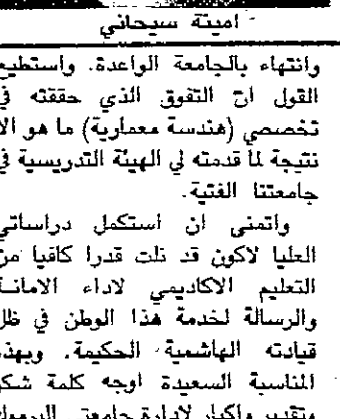 امينة سيحاني
وانتهاء بالجامعة الواعدة. واستطيع
القول ان التفوق الذي حققته في
تخصصي (هندسة معمارية) ما هو الا
نتيجة لما قدمته لي الهيئة التدريسية في
جامعتنا الفتية.
واتمنى ان استكمل دراساتي
العليا لاكون قد نلت قدرا كافيا من
التعليم الاكاديمي لاداء الامانة
والرسالة لخدمة هذا الوطن في ظل
قيادته الهاشمية الحكيمة. وبهذه
المناسبة السعيدة اوجه كلمة شكر
وتقدير واكبار لادارة جامعة اليرموك